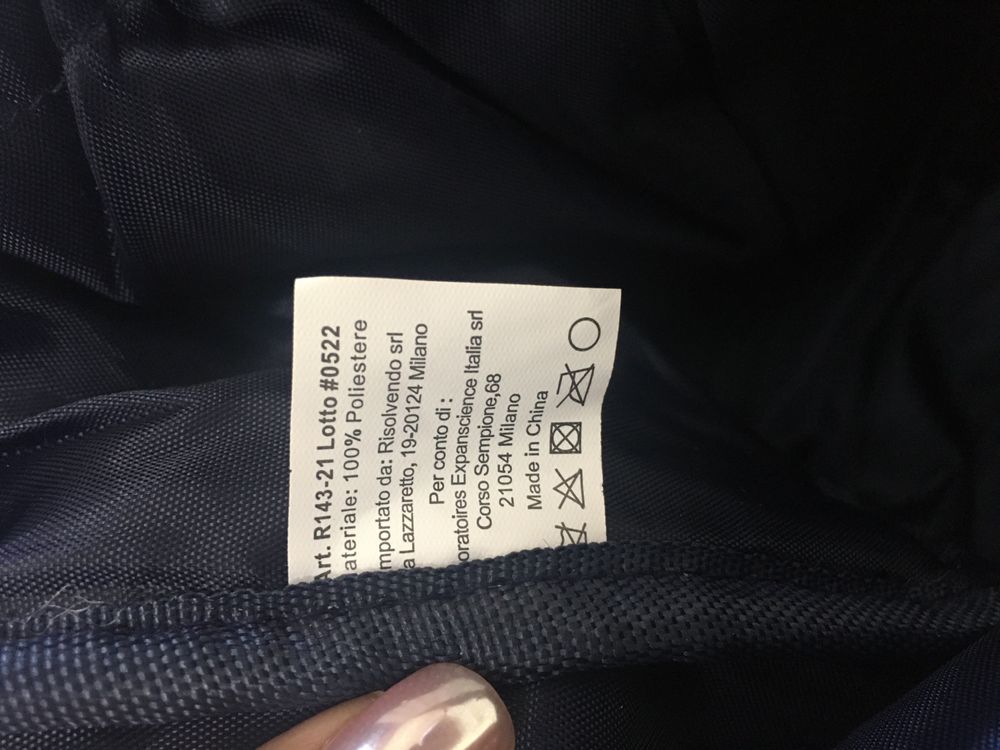 Art. R143-21 Lotto #0522
ateriale: 100% Poliestere
mportato da: Risolvendo srl
a Lazzaretto, 19-20124 Milano
Per conto di :
oratoires Expanscience Italia srl
Corso Sempione,68
21054 Milano
Made in China